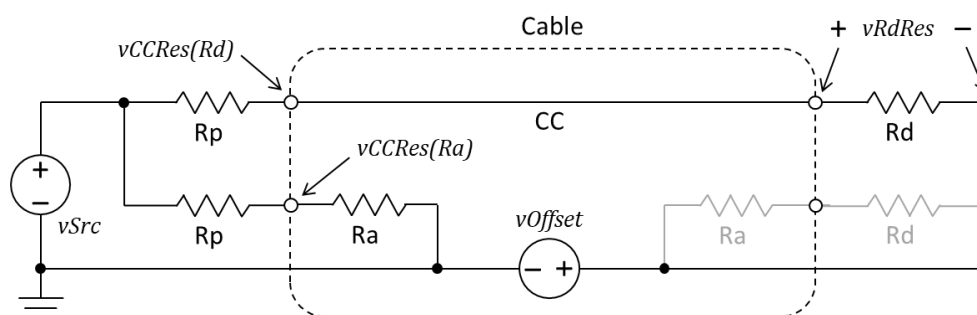 Cable
vCCRes(Rd)
+ vRdRes −
Rp
CC
Rd
vCCRes(Ra)
+
−
vSrc
Rp
Ra
vOffset
− +
Ra
Rd